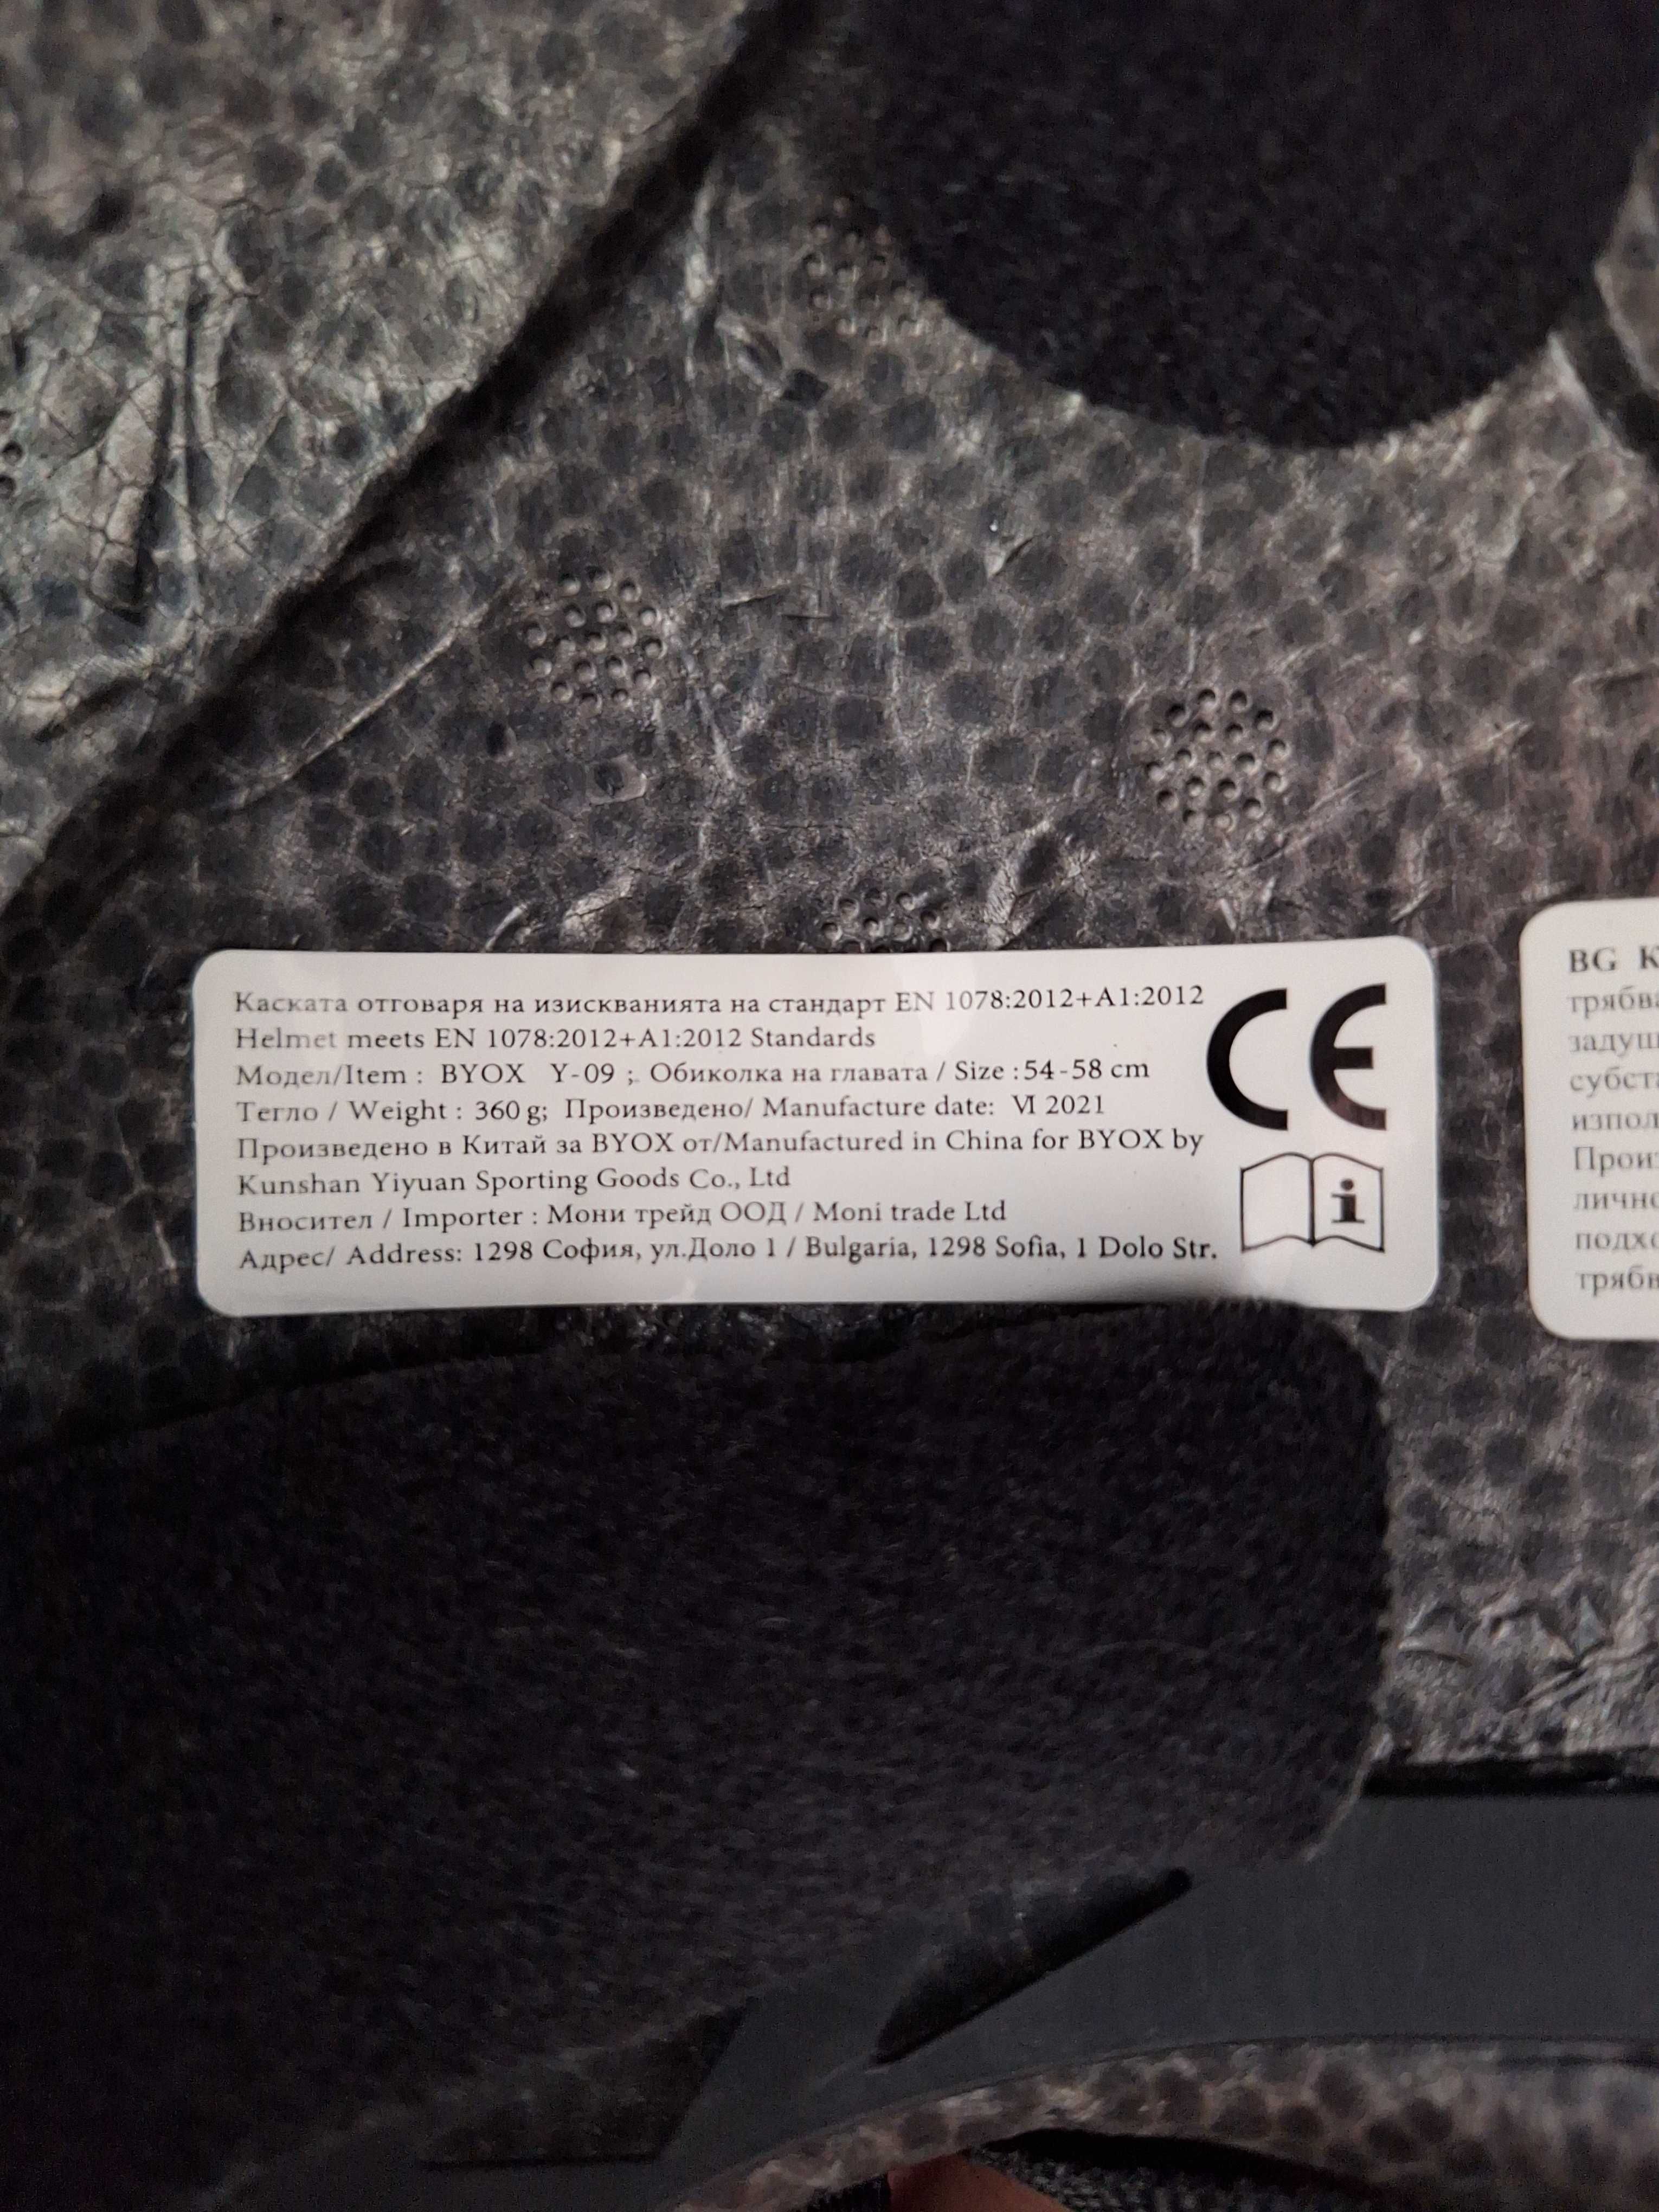 Каската отговаря на изискванията на стандарт EN 1078:2012+A1:2012
Helmet meets EN 1078:2012+A1:2012 Standards
Модел/Item : BYOX Y-09 ; Обиколка на главата / Size :54-58 cm
Тегло / Weight : 360 g; Произведено/ Manufacture date: VI 2021
Произведено в Китай за BYOX от/Manufactured in China for BYOX by
Kunshan Yiyuan Sporting Goods Co., Ltd
Вносител / Importer : Мони трейд ООД / Moni trade Ltd
Адрес/ Address: 1298 София, ул.Доло 1 / Bulgaria, 1298 Sofia, 1 Dolo Str.
CE
i
BG